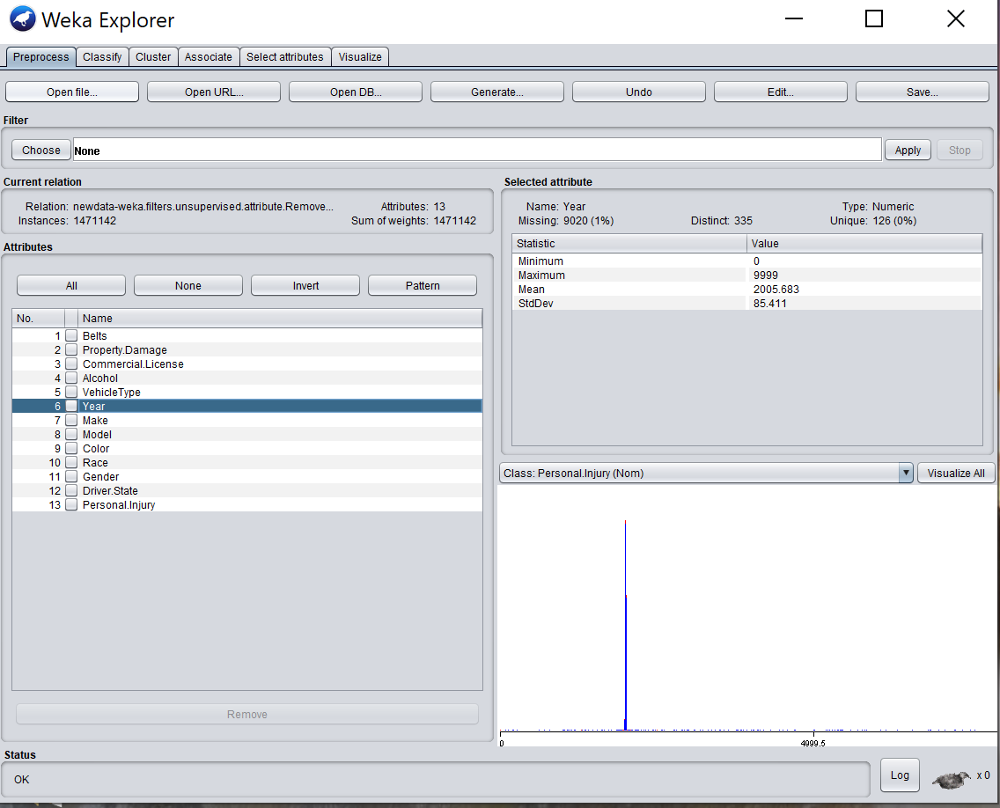 Weka Explorer
Preprocess Classify Cluster Associate Select attributes Visualize
Open file... Open URL... Open DB... Generate... Undo Edit... Save...
Filter
Choose None Apply Stop
Current relation
Relation: newdata-weka.filters.unsupervised.attribute.Remove... Attributes: 13
Instances: 1471142 Sum of weights: 1471142
Attributes
All None Invert Pattern
No. Name
1 Belts
2 Property.Damage
3 Commercial.License
4 Alcohol
5 VehicleType
6 Year
7 Make
8 Model
9 Color
10 Race
11 Gender
12 Driver.State
13 Personal.Injury
Remove
Selected attribute
Name: Year Type: Numeric
Missing: 9020 (1%) Distinct: 335 Unique: 126 (0%)
Statistic Value
Minimum 0
Maximum 9999
Mean 2005.683
StdDev 85.411
Class: Personal.Injury (Nom) Visualize All
0 4999.5
Status
OK Log x 0